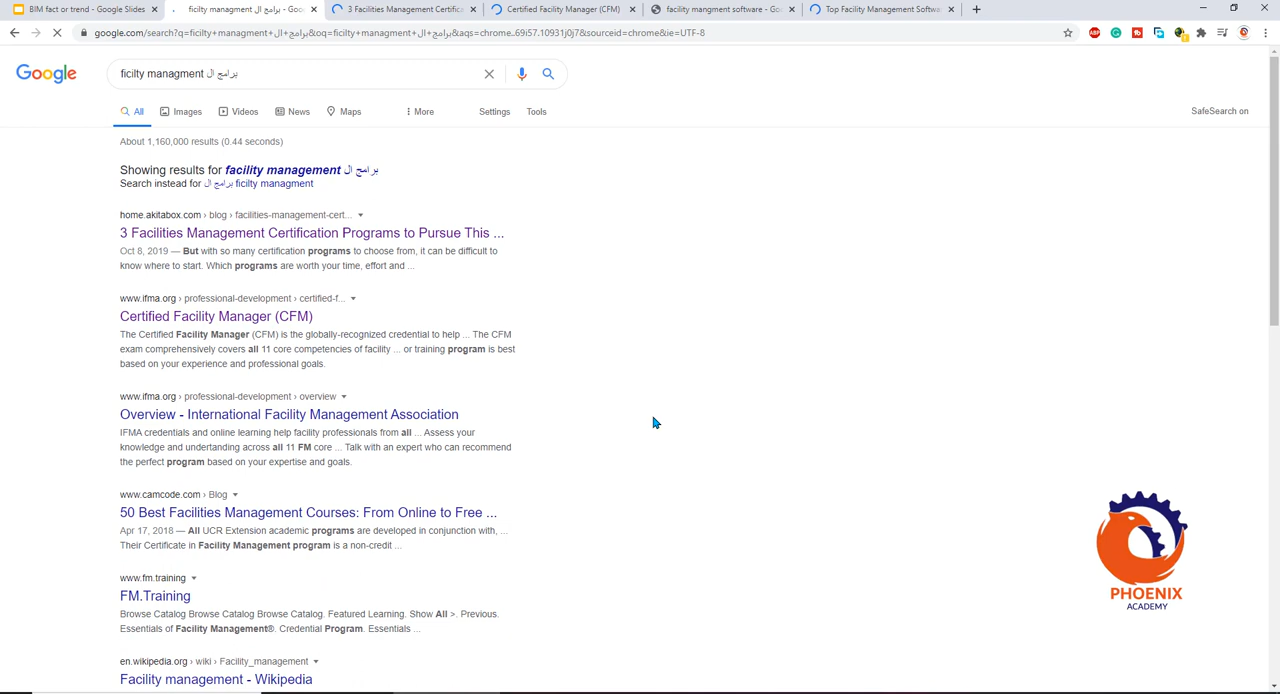 BIM fact or trend - Google Slides
ficilty managment برامج ال - Goo
3 Facilities Management Certifica
Certified Facility Manager (CFM)
facility mangment software - Goo
Top Facility Management Softwa
google.com/search?q=ficilty+managment+برامج+ال&oq=ficilty+managment+برامج+ال&aqs=chrome..69i57.10931j0j7&sourceid=chrome&ie=UTF-8
Google
ficilty managment برامج ال
All Images Videos News Maps More Settings Tools
SafeSearch on
About 1,160,000 results (0.44 seconds)
Showing results for facility management برامج ال
Search instead for برامج ال ficilty managment
home.akitabox.com › blog › facilities-management-cert...
3 Facilities Management Certification Programs to Pursue This ...
Oct 8, 2019 — But with so many certification programs to choose from, it can be difficult to
know where to start. Which programs are worth your time, effort and ...
www.ifma.org › professional-development › certified-f...
Certified Facility Manager (CFM)
The Certified Facility Manager (CFM) is the globally-recognized credential to help ... The CFM
exam comprehensively covers all 11 core competencies of facility ... or training program is best
based on your experience and professional goals.
www.ifma.org › professional-development › overview
Overview - International Facility Management Association
IFMA credentials and online learning help facility professionals from all ... Assess your
knowledge and undertanding across all 11 FM core ... Talk with an expert who can recommend
the perfect program based on your expertise and goals.
www.camcode.com › Blog
50 Best Facilities Management Courses: From Online to Free ...
Apr 17, 2018 — All UCR Extension academic programs are developed in conjunction with, ...
Their Certificate in Facility Management program is a non-credit ...
www.fm.training
FM.Training
Browse Catalog Browse Catalog Browse Catalog. Featured Learning. Show All >. Previous.
Essentials of Facility Management®. Credential Program. Essentials ...
en.wikipedia.org › wiki › Facility_management
Facility management - Wikipedia
PHOENIX
ACADEMY